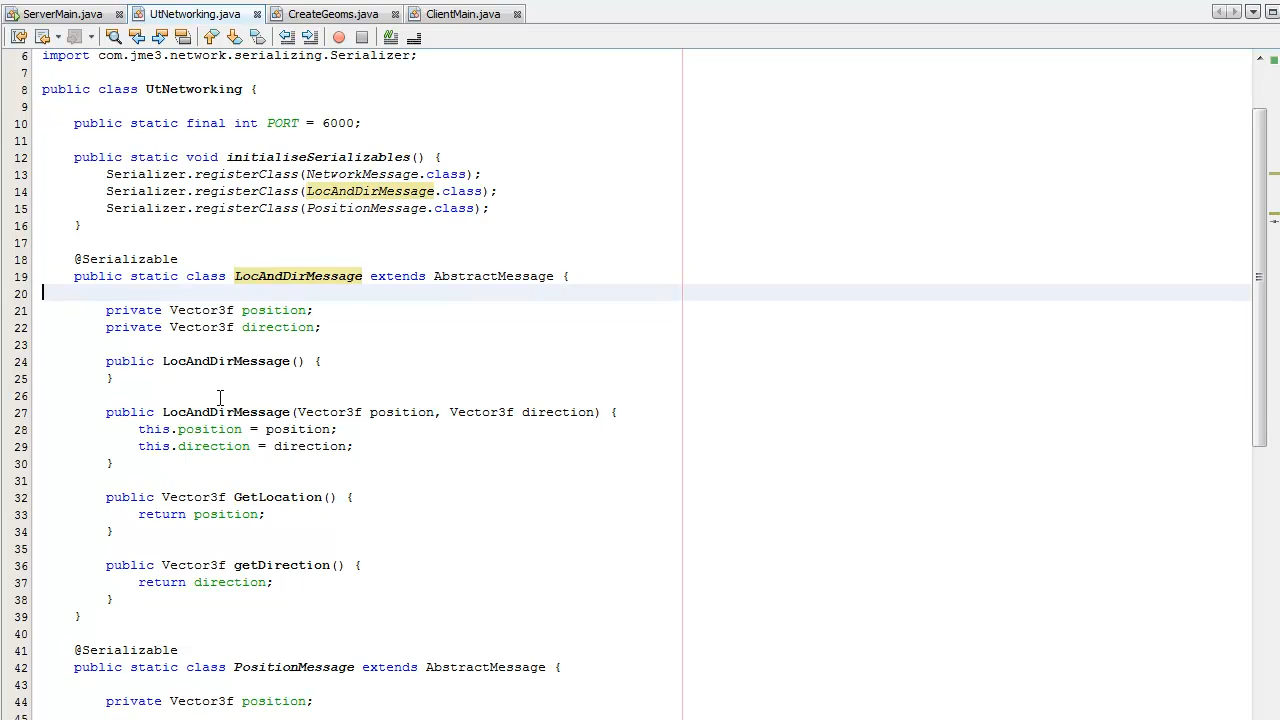 ServerMain.java UtNetworking.java CreateGeoms.java ClientMain.java
6 import com.jme3.network.serializing.Serializer;
7
8 public class UtNetworking {
9
10 public static final int PORT = 6000;
11
12 public static void initialiseSerializables() {
13 Serializer.registerClass(NetworkMessage.class);
14 Serializer.registerClass(LocAndDirMessage.class);
15 Serializer.registerClass(PositionMessage.class);
16 }
17
18 @Serializable
19 public static class LocAndDirMessage extends AbstractMessage {
20
21 private Vector3f position;
22 private Vector3f direction;
23
24 public LocAndDirMessage() {
25 }
26
27 public LocAndDirMessage(Vector3f position, Vector3f direction) {
28 this.position = position;
29 this.direction = direction;
30 }
31
32 public Vector3f GetLocation() {
33 return position;
34 }
35
36 public Vector3f getDirection() {
37 return direction;
38 }
39 }
40
41 @Serializable
42 public static class PositionMessage extends AbstractMessage {
43
44 private Vector3f position;
45